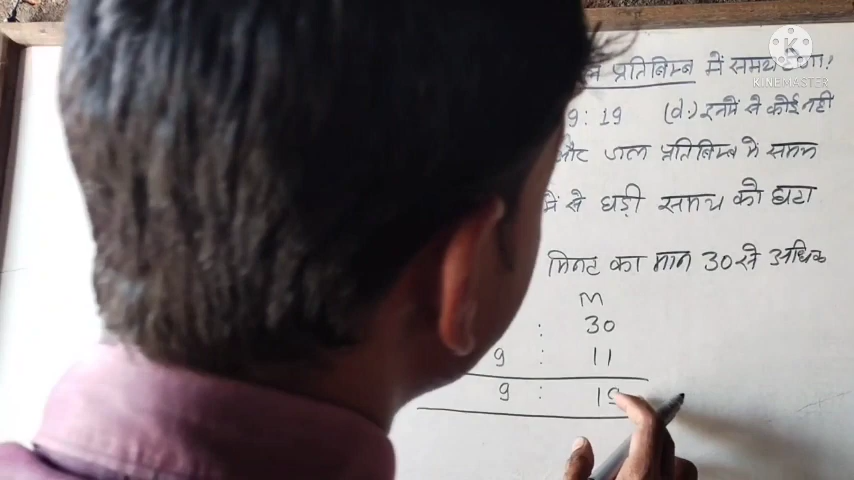 प्रतिबिम्ब में समय
KINEMASTER
9 : 19 (d.) इनमें से कोई नही
और जल प्रतिबिम्ब में समय
में से घड़ी समय को घटा
मिनट का मान 30 से अधिक
M
: 30
9 : 11
9 : 19